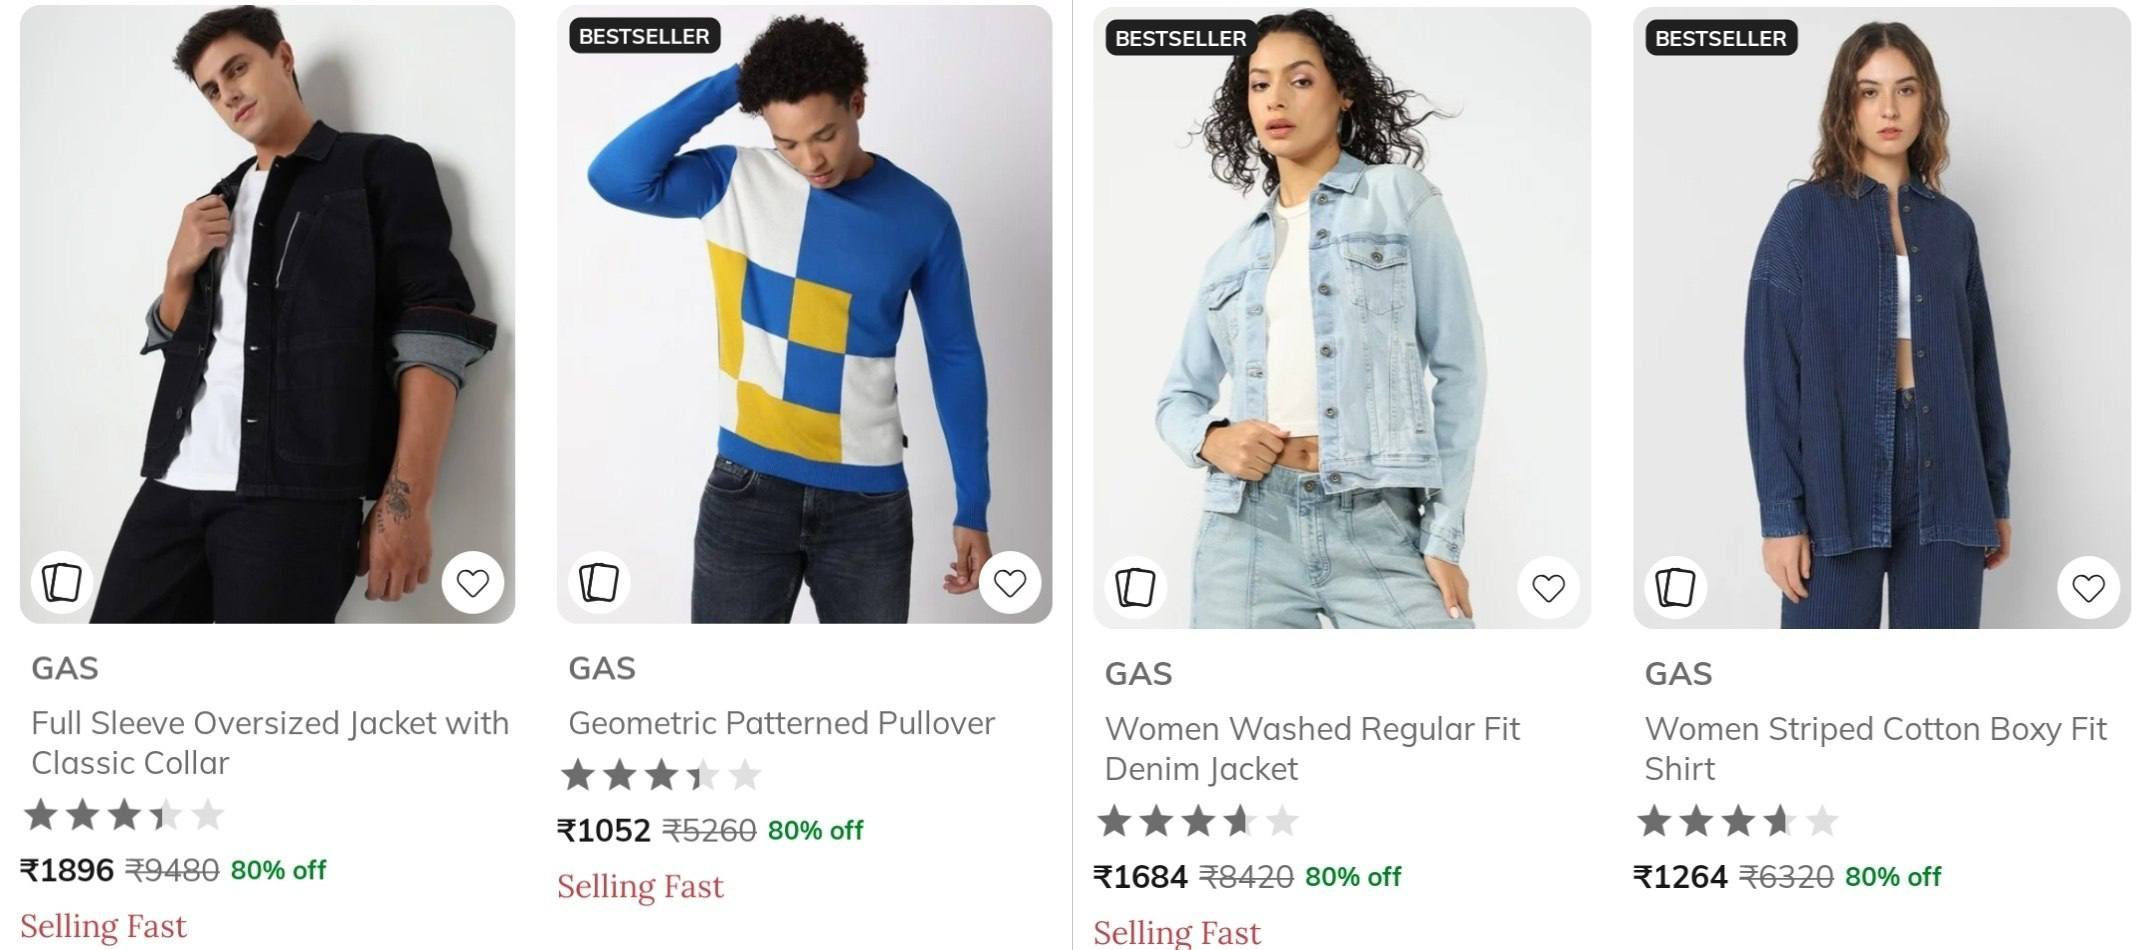 BESTSELLER
BESTSELLER
BESTSELLER
GAS
Full Sleeve Oversized Jacket with
Classic Collar
₹1896 ₹9480 80% off
Selling Fast
GAS
Geometric Patterned Pullover
₹1052 ₹5260 80% off
Selling Fast
GAS
Women Washed Regular Fit
Denim Jacket
₹1684 ₹8420 80% off
Selling Fast
GAS
Women Striped Cotton Boxy Fit
Shirt
₹1264 ₹6320 80% off